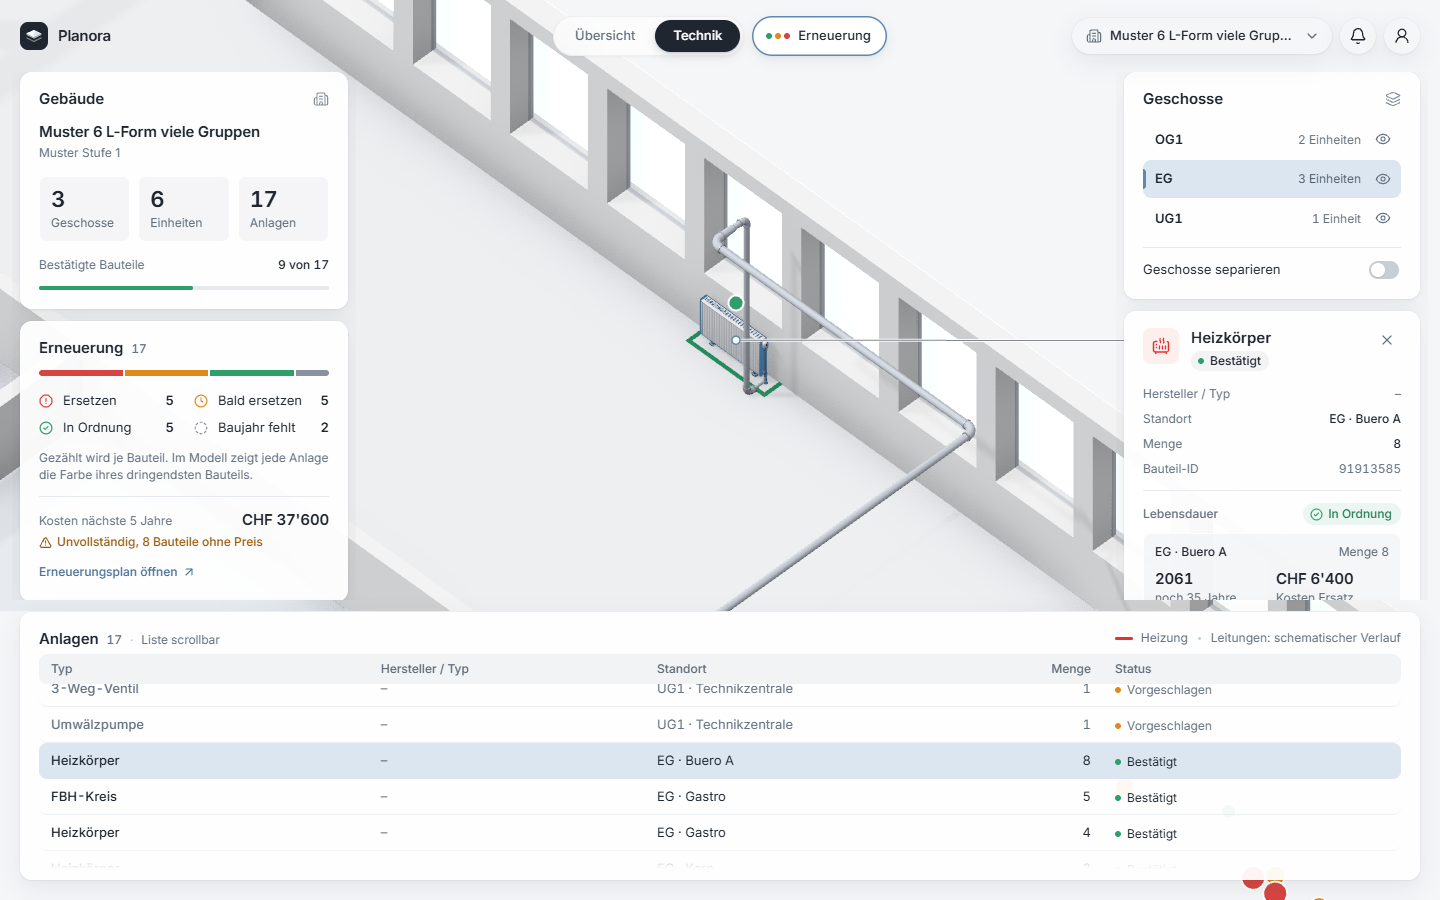 Planora
Übersicht
Technik
Erneuerung
Muster 6 L-Form viele Grup...
Gebäude
Muster 6 L-Form viele Gruppen
Muster Stufe 1
3 6 17
Geschosse Einheiten Anlagen
Bestätigte Bauteile 9 von 17
Erneuerung 17
Ersetzen 5 Bald ersetzen 5
In Ordnung 5 Baujahr fehlt 2
Gezählt wird je Bauteil. Im Modell zeigt jede Anlage
die Farbe ihres dringendsten Bauteils.
Kosten nächste 5 Jahre CHF 37'600
Unvollständig, 8 Bauteile ohne Preis
Erneuerungsplan öffnen
Geschosse
OG1 2 Einheiten
EG 3 Einheiten
UG1 1 Einheit
Geschosse separieren
Heizkörper
Bestätigt
Hersteller / Typ –
Standort EG · Buero A
Menge 8
Bauteil-ID 91913585
Lebensdauer In Ordnung
EG · Buero A Menge 8
2061 CHF 6'400
noch 35 Jahre Kosten Ersatz
Anlagen 17 · Liste scrollbar
Heizung · Leitungen: schematischer Verlauf
Typ Hersteller / Typ Standort Menge Status
3-Weg-Ventil – UG1 · Technikzentrale 1 Vorgeschlagen
Umwälzpumpe – UG1 · Technikzentrale 1 Vorgeschlagen
Heizkörper – EG · Buero A 8 Bestätigt
FBH-Kreis – EG · Gastro 5 Bestätigt
Heizkörper – EG · Gastro 4 Bestätigt